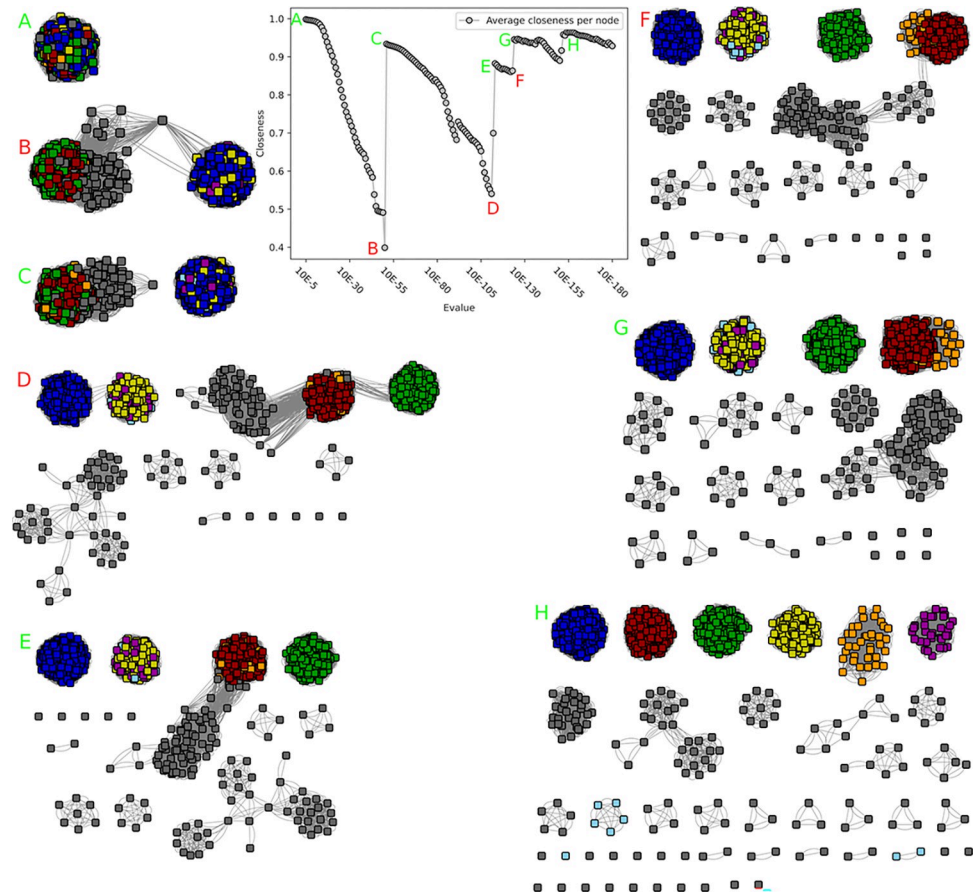 A
B
C
D
E
Average closeness per node
A
C
G
H
E
F
D
B
Closeness
1.0
0.9
0.8
0.7
0.6
0.5
0.4
10E-5
10E-30
10E-55
10E-80
10E-105
10E-130
10E-155
10E-180
Evalue
F
G
H